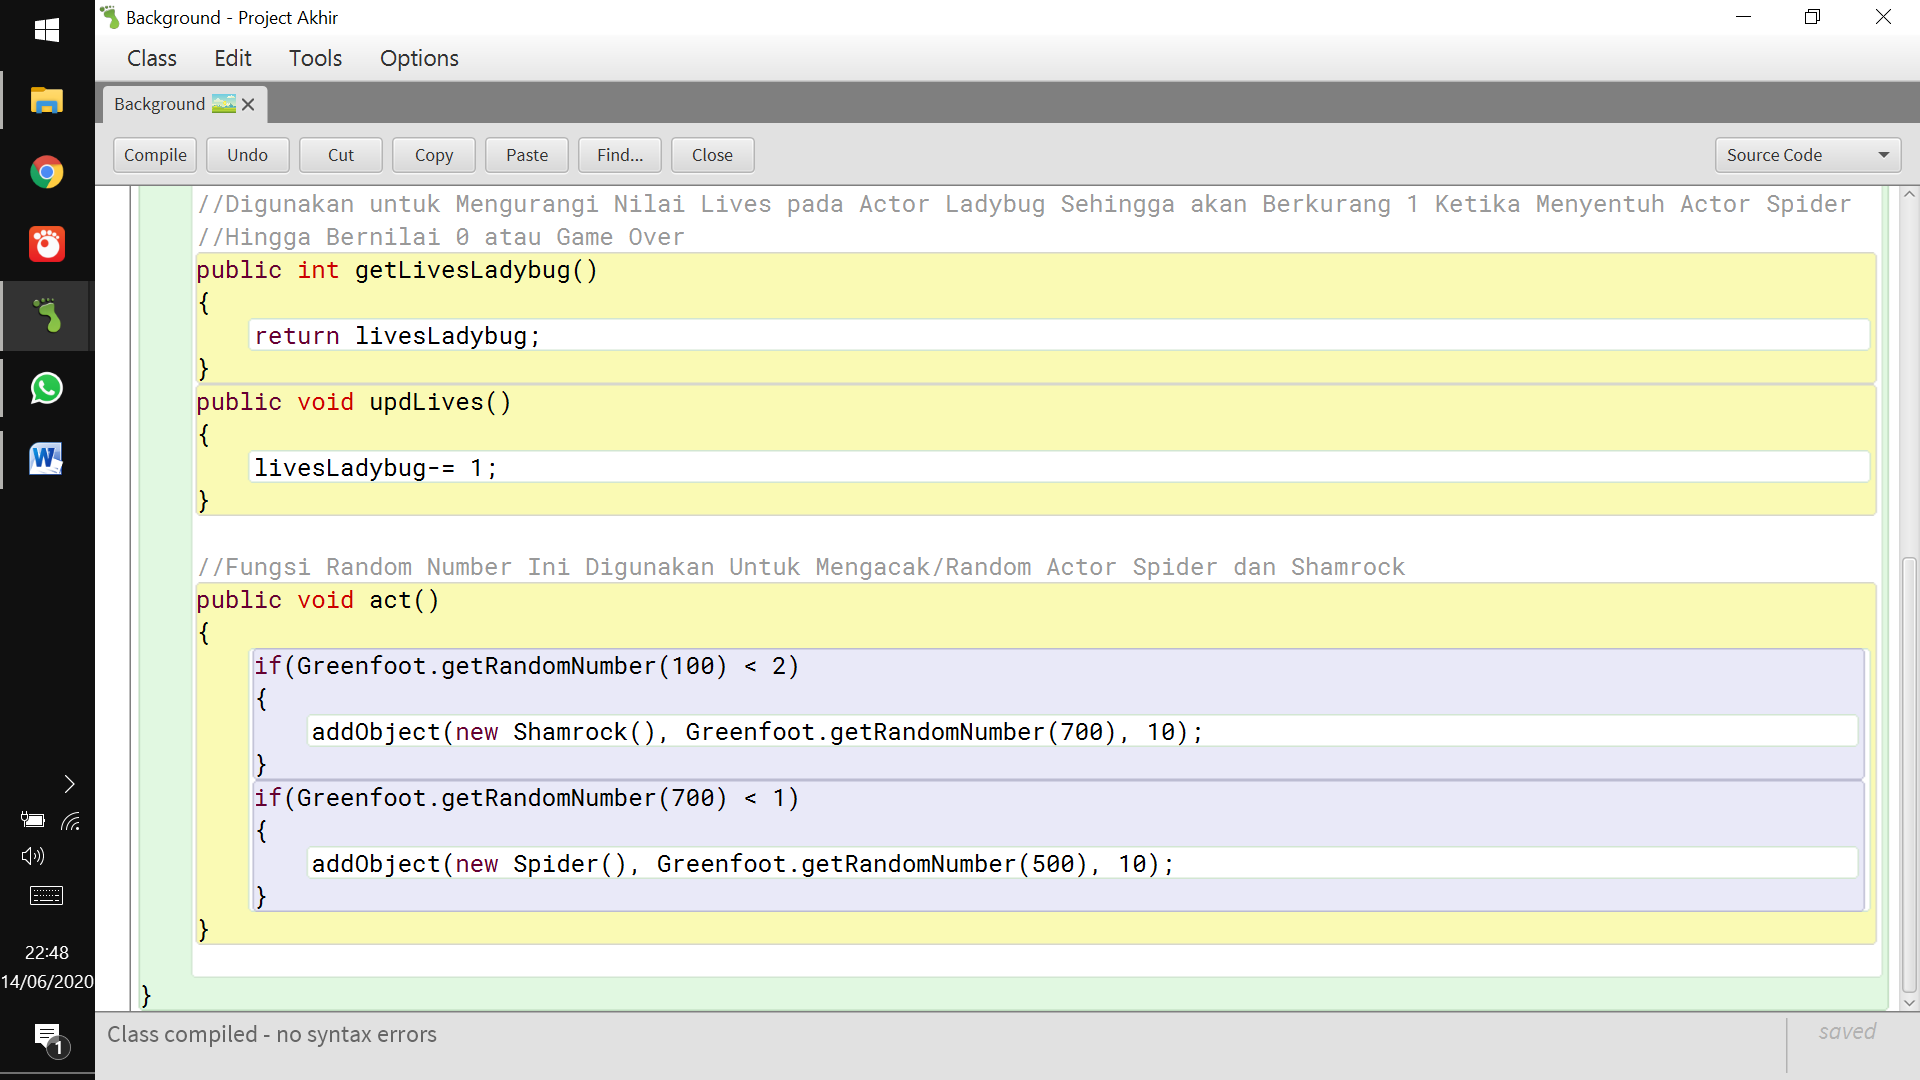 Background - Project Akhir
Class Edit Tools Options
Background
Compile Undo Cut Copy Paste Find... Close Source Code
//Digunakan untuk Mengurangi Nilai Lives pada Actor Ladybug Sehingga akan Berkurang 1 Ketika Menyentuh Actor Spider
//Hingga Bernilai 0 atau Game Over
public int getLivesLadybug()
{
return livesLadybug;
}
public void updLives()
{
livesLadybug-= 1;
}
//Fungsi Random Number Ini Digunakan Untuk Mengacak/Random Actor Spider dan Shamrock
public void act()
{
if(Greenfoot.getRandomNumber(100) < 2)
{
addObject(new Shamrock(), Greenfoot.getRandomNumber(700), 10);
}
if(Greenfoot.getRandomNumber(700) < 1)
{
addObject(new Spider(), Greenfoot.getRandomNumber(500), 10);
}
}
}
Class compiled - no syntax errors
saved
W
22:48
14/06/2020
1